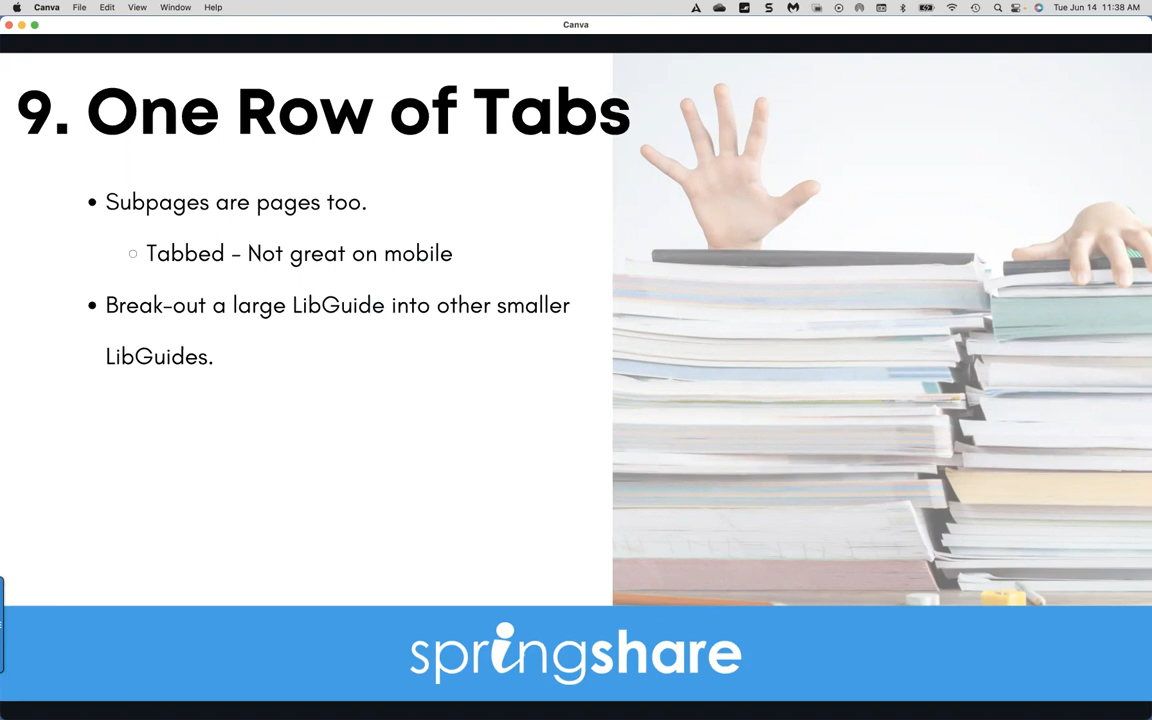 Canva File Edit View Window Help Tue Jun 14 11:38 AM
Canva
9. One Row of Tabs
• Subpages are pages too.
○ Tabbed - Not great on mobile
• Break-out a large LibGuide into other smaller
LibGuides.
springshare